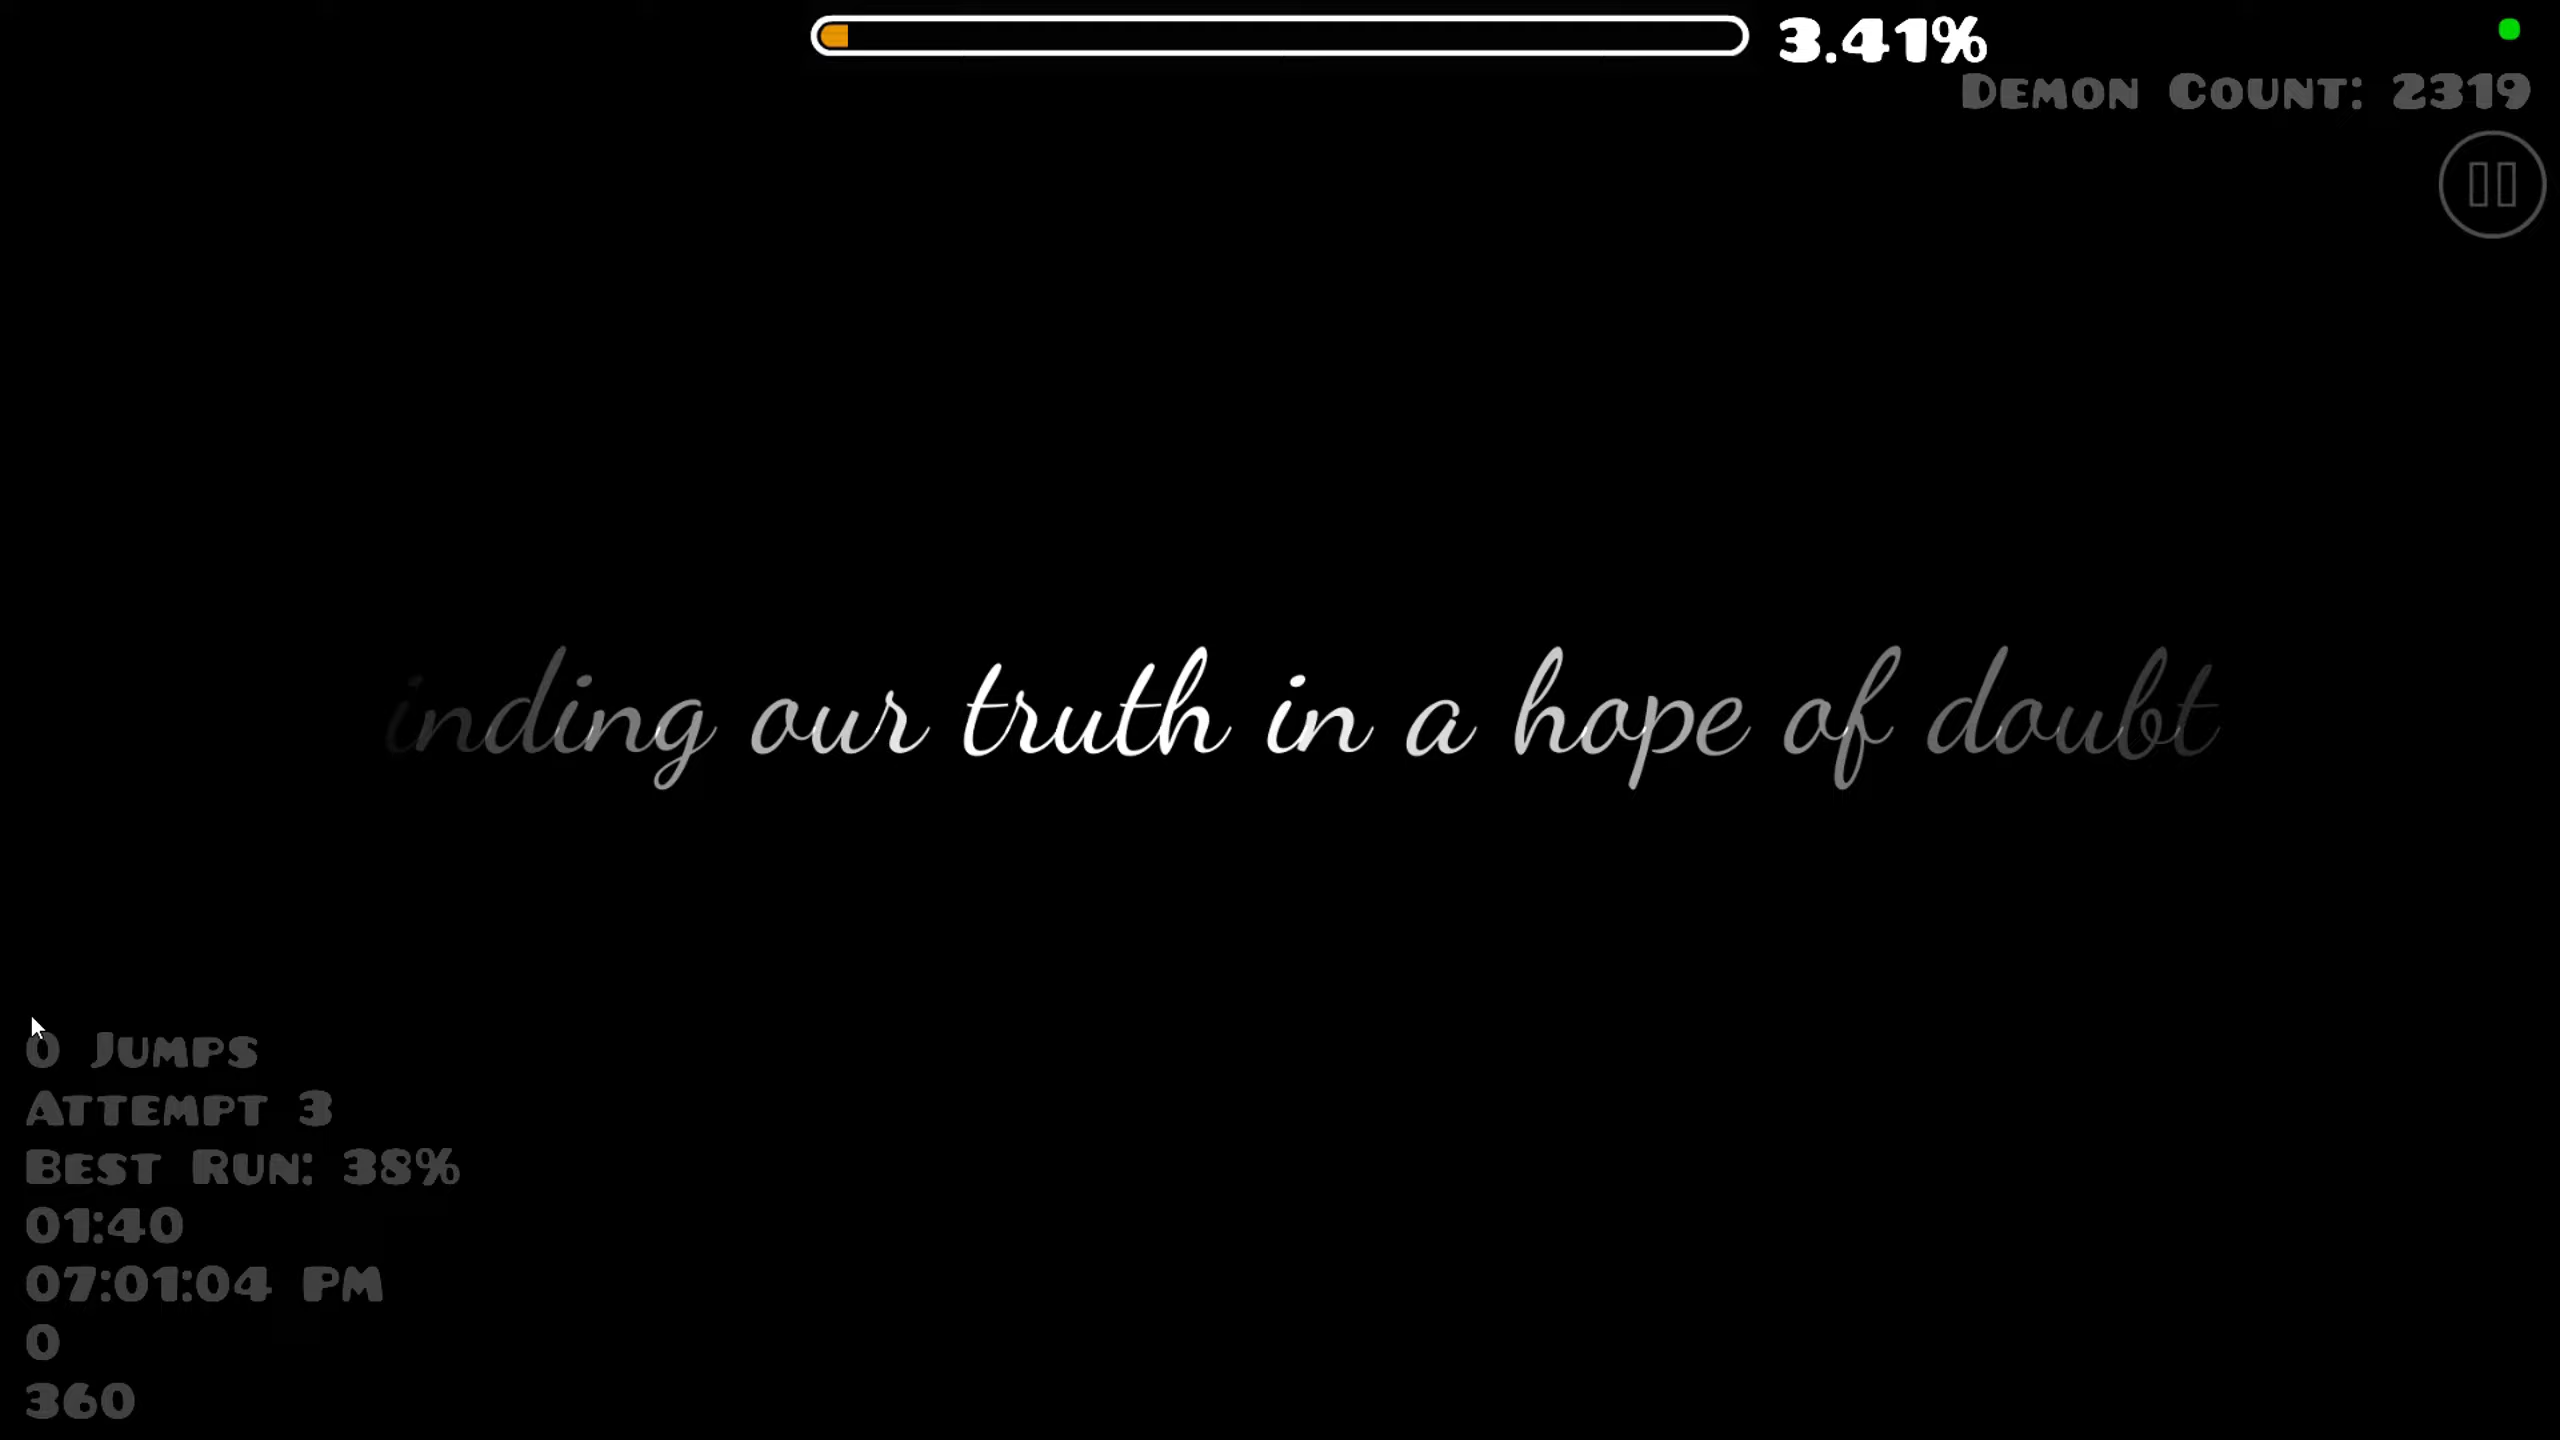 3.41%
Demon Count: 2319
inding our truth in a hope of doubt
0 Jumps
Attempt 3
Best Run: 38%
01:40
07:01:04 PM
0
360